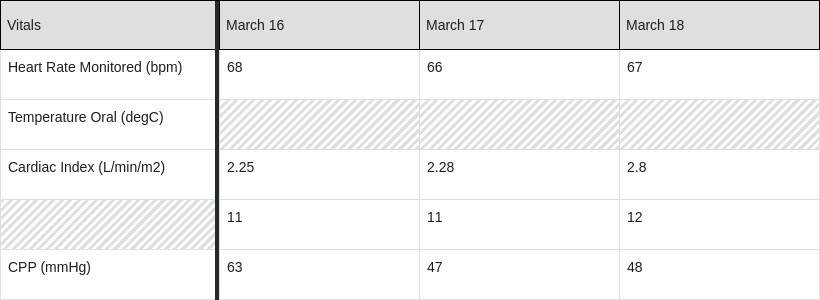 Vitals March 16 March 17 March 18
Heart Rate Monitored (bpm) 68 66 67
Temperature Oral (degC)
Cardiac Index (L/min/m2) 2.25 2.28 2.8
11 11 12
CPP (mmHg) 63 47 48